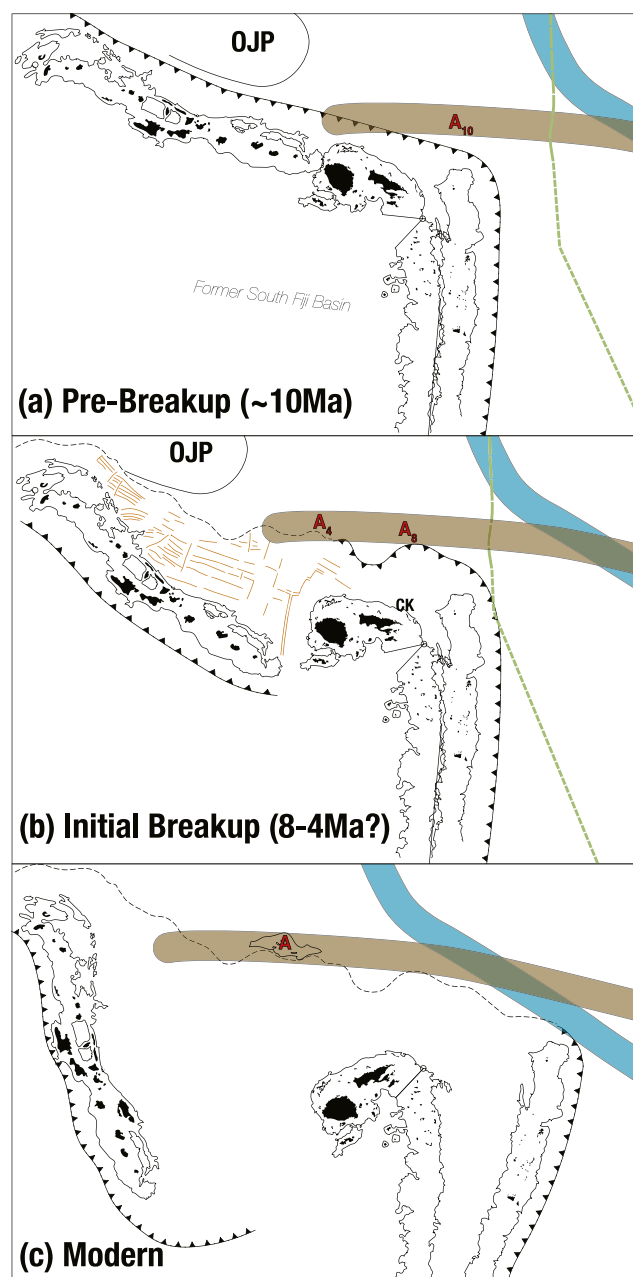 OJP
A10
Former South Fiji Basin
(a) Pre-Breakup (~10Ma)
OJP
A4
A8
CK
(b) Initial Breakup (8-4Ma?)
A
(c) Modern